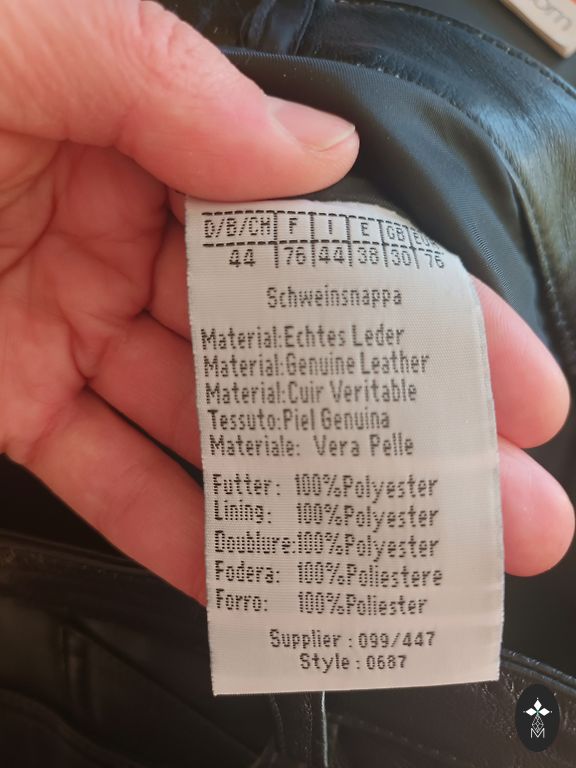 D/B/CH F I E GB EUR
44 76 44 38 30 76
Schweinsnappa
Material:Echtes Leder
Material:Genuine Leather
Material:Cuir Veritable
Tessuto:Piel Genuina
Materiale: Vera Pelle
Futter: 100%Polyester
Lining: 100%Polyester
Doublure:100%Polyester
Fodera: 100%Poliestere
Forro: 100%Poliester
Supplier : 099/447
Style : 0687
M